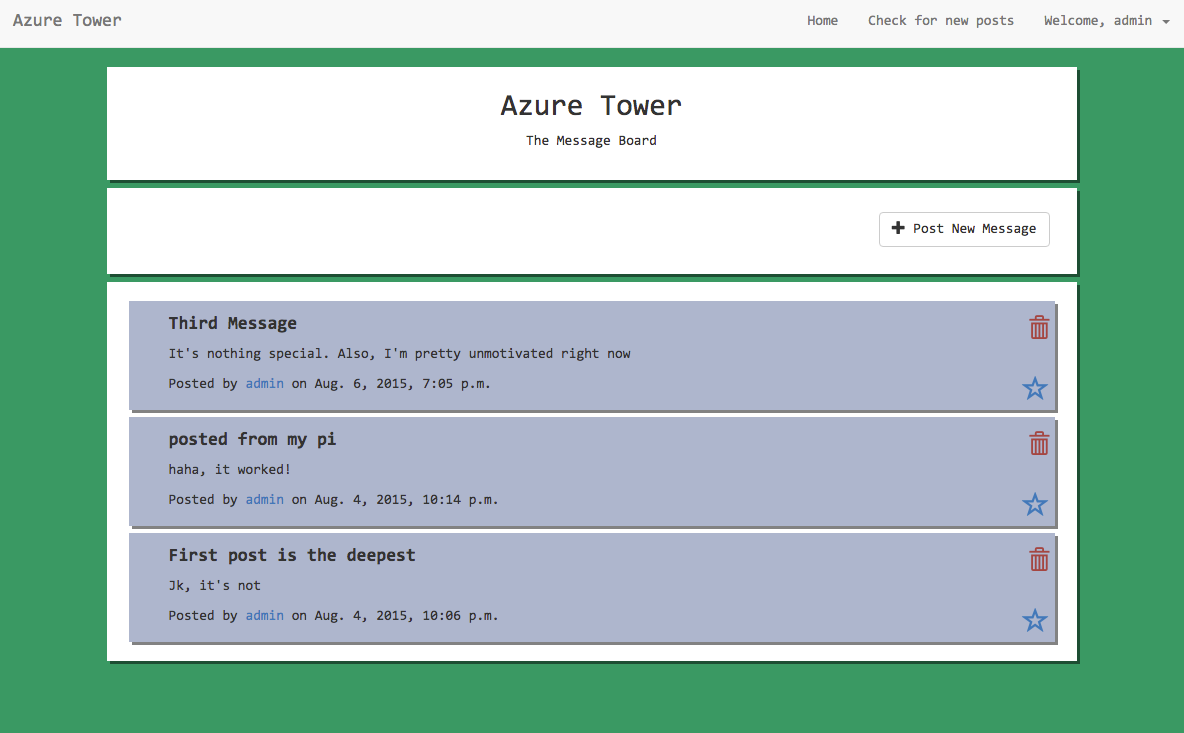 Azure Tower
Home
Check for new posts
Welcome, admin
Azure Tower
The Message Board
Post New Message
Third Message
It's nothing special. Also, I'm pretty unmotivated right now
Posted by admin on Aug. 6, 2015, 7:05 p.m.
posted from my pi
haha, it worked!
Posted by admin on Aug. 4, 2015, 10:14 p.m.
First post is the deepest
Jk, it's not
Posted by admin on Aug. 4, 2015, 10:06 p.m.